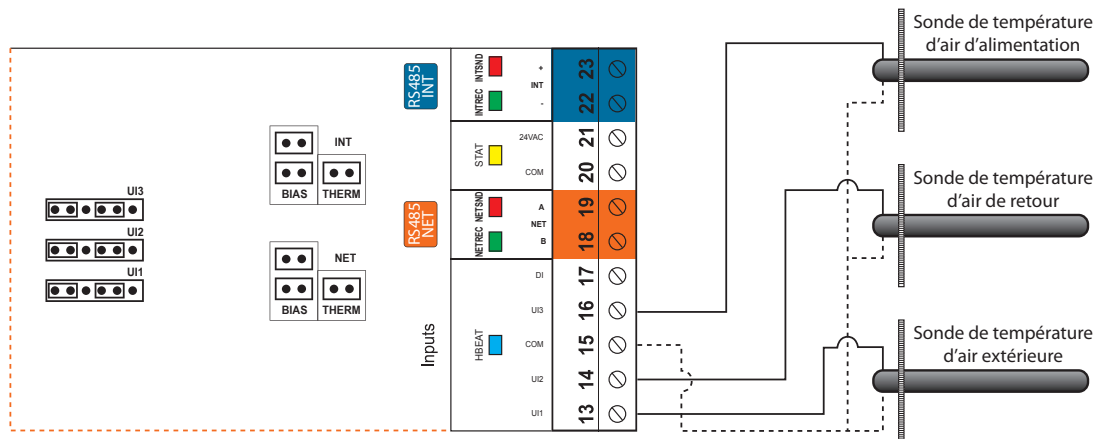 Sonde de température
d'air d'alimentation
Sonde de température
d'air de retour
Sonde de température
d'air extérieure
RS485
INT
INTSND
INTREC
+
INT
-
23
22
STAT
24VAC
COM
21
20
RS485
NET
NETSND
NETREC
A
NET
B
19
18
Inputs
HBEAT
DI
UI3
COM
UI2
UI1
17
16
15
14
13
INT
BIAS
THERM
NET
BIAS
THERM
UI3
UI2
UI1